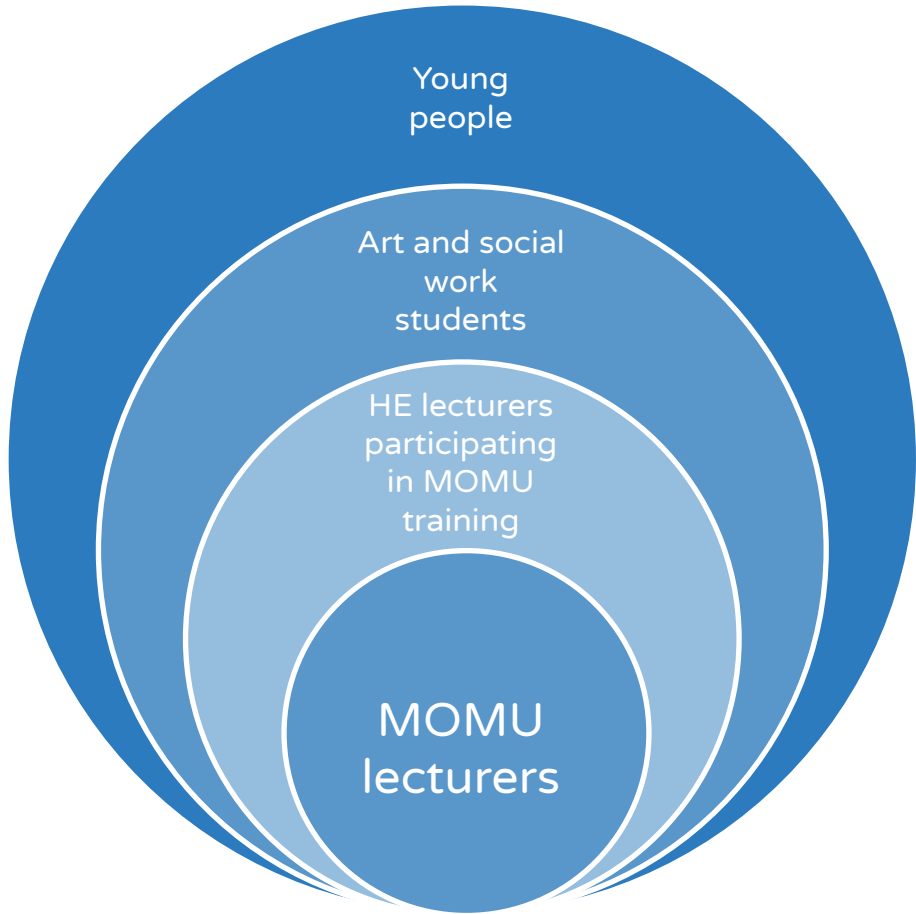 Young
people
Art and social
work
students
HE lecturers
participating
in MOMU
training
MOMU
lecturers